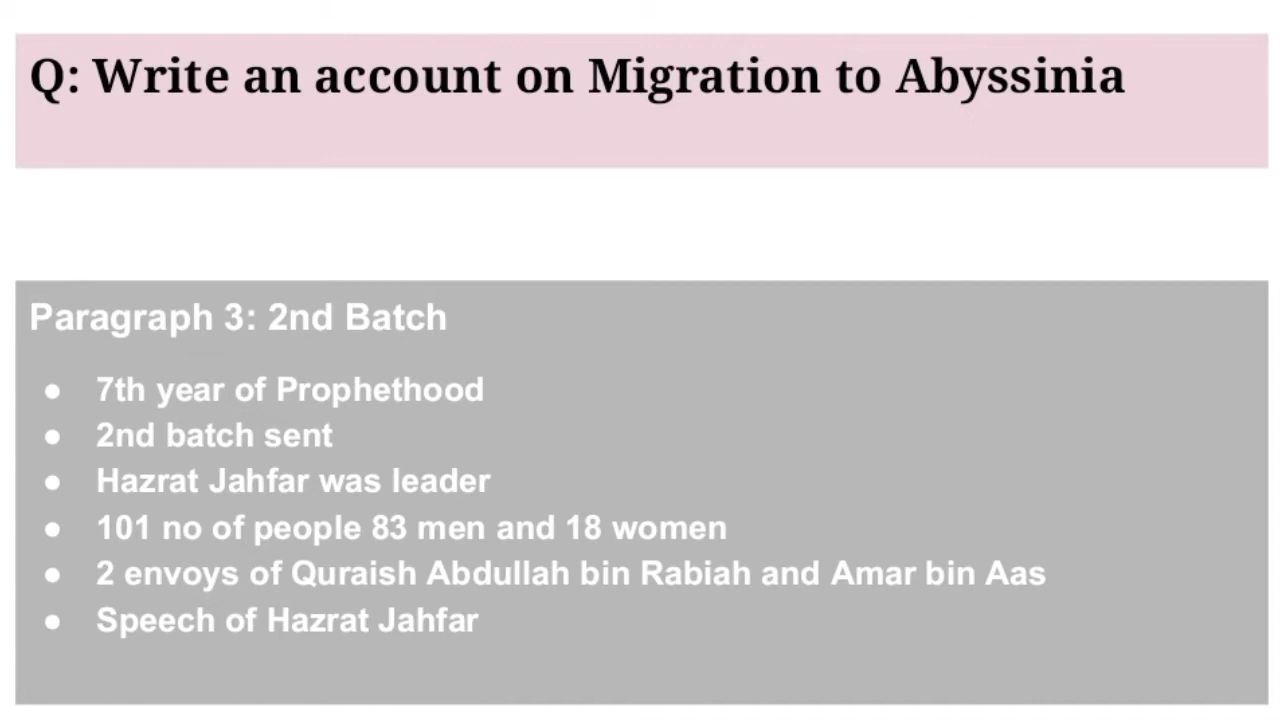 Q: Write an account on Migration to Abyssinia
Paragraph 3: 2nd Batch
● 7th year of Prophethood
● 2nd batch sent
● Hazrat Jahfar was leader
● 101 no of people 83 men and 18 women
● 2 envoys of Quraish Abdullah bin Rabiah and Amar bin Aas
● Speech of Hazrat Jahfar